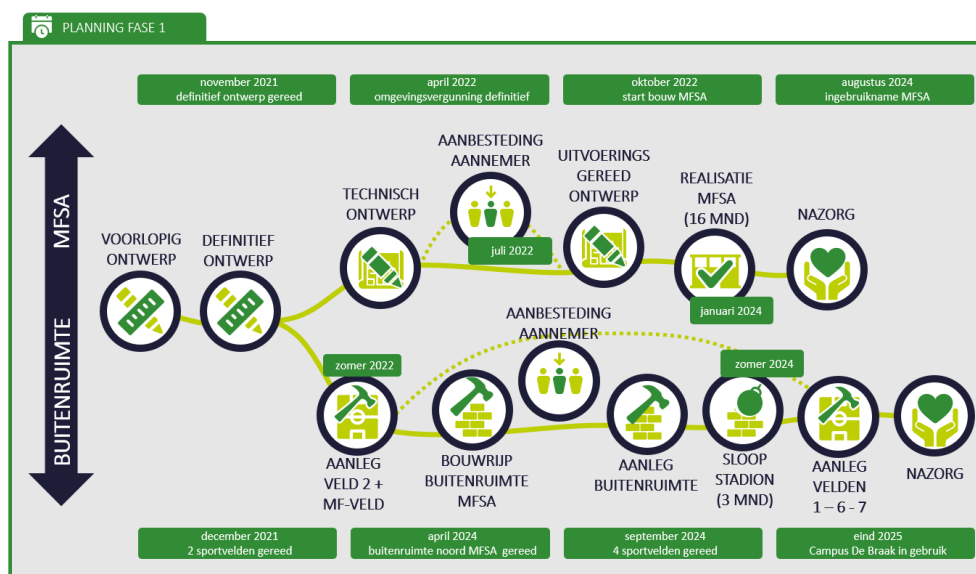 PLANNING FASE 1
november 2021
definitief ontwerp gereed
april 2022
omgevingsvergunning definitief
oktober 2022
start bouw MFSA
augustus 2024
ingebruikname MFSA
MFSA
BUITENRUIMTE
VOORLOPIG
ONTWERP
DEFINITIEF
ONTWERP
TECHNISCH
ONTWERP
AANBESTEDING
AANNEMER
juli 2022
UITVOERINGS
GEREED
ONTWERP
REALISATIE
MFSA
(16 MND)
januari 2024
NAZORG
zomer 2022
AANLEG
VELD 2 +
MF-VELD
BOUWRIJP
BUITENRUIMTE
MFSA
AANBESTEDING
AANNEMER
AANLEG
BUITENRUIMTE
zomer 2024
SLOOP
STADION
(3 MND)
AANLEG
VELDEN
1 – 6 - 7
NAZORG
december 2021
2 sportvelden gereed
april 2024
buitenruimte noord MFSA gereed
september 2024
4 sportvelden gereed
eind 2025
Campus De Braak in gebruik